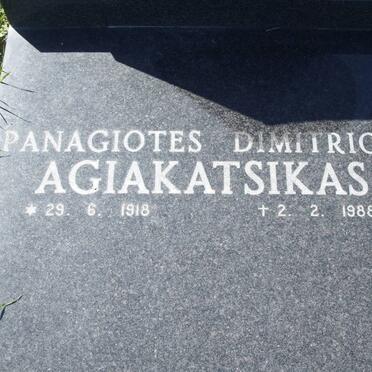 PANAGIOTES DIMITRIO
AGIAKATSIKAS
* 29. 6. 1918 † 2. 2. 1988